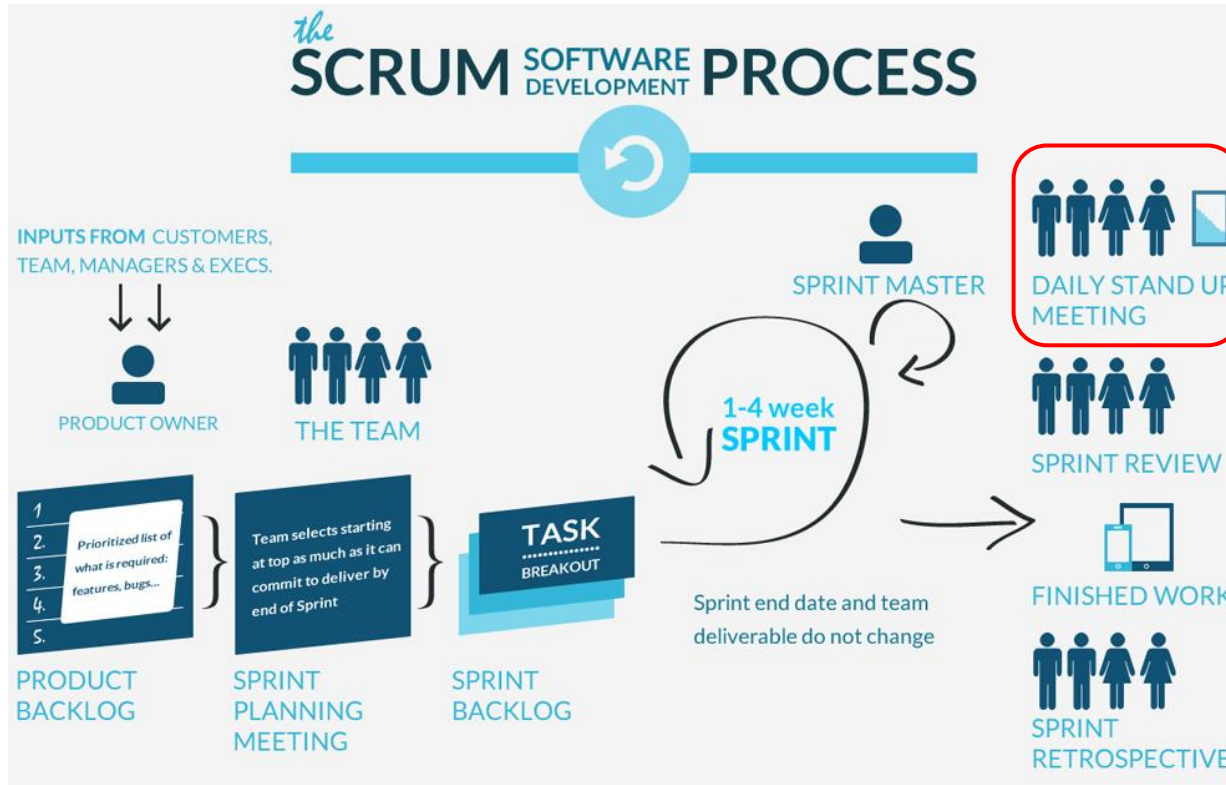 the
SCRUM SOFTWARE DEVELOPMENT PROCESS
INPUTS FROM CUSTOMERS,
TEAM, MANAGERS & EXECS.
PRODUCT OWNER
THE TEAM
SPRINT MASTER
1-4 week
SPRINT
DAILY STAND UP
MEETING
SPRINT REVIEW
FINISHED WORK
SPRINT
RETROSPECTIVE
1
2.
3.
4.
5.
Prioritized list of
what is required:
features, bugs...
PRODUCT
BACKLOG
Team selects starting
at top as much as it can
commit to deliver by
end of Sprint
SPRINT
PLANNING
MEETING
TASK
BREAKOUT
SPRINT
BACKLOG
Sprint end date and team
deliverable do not change